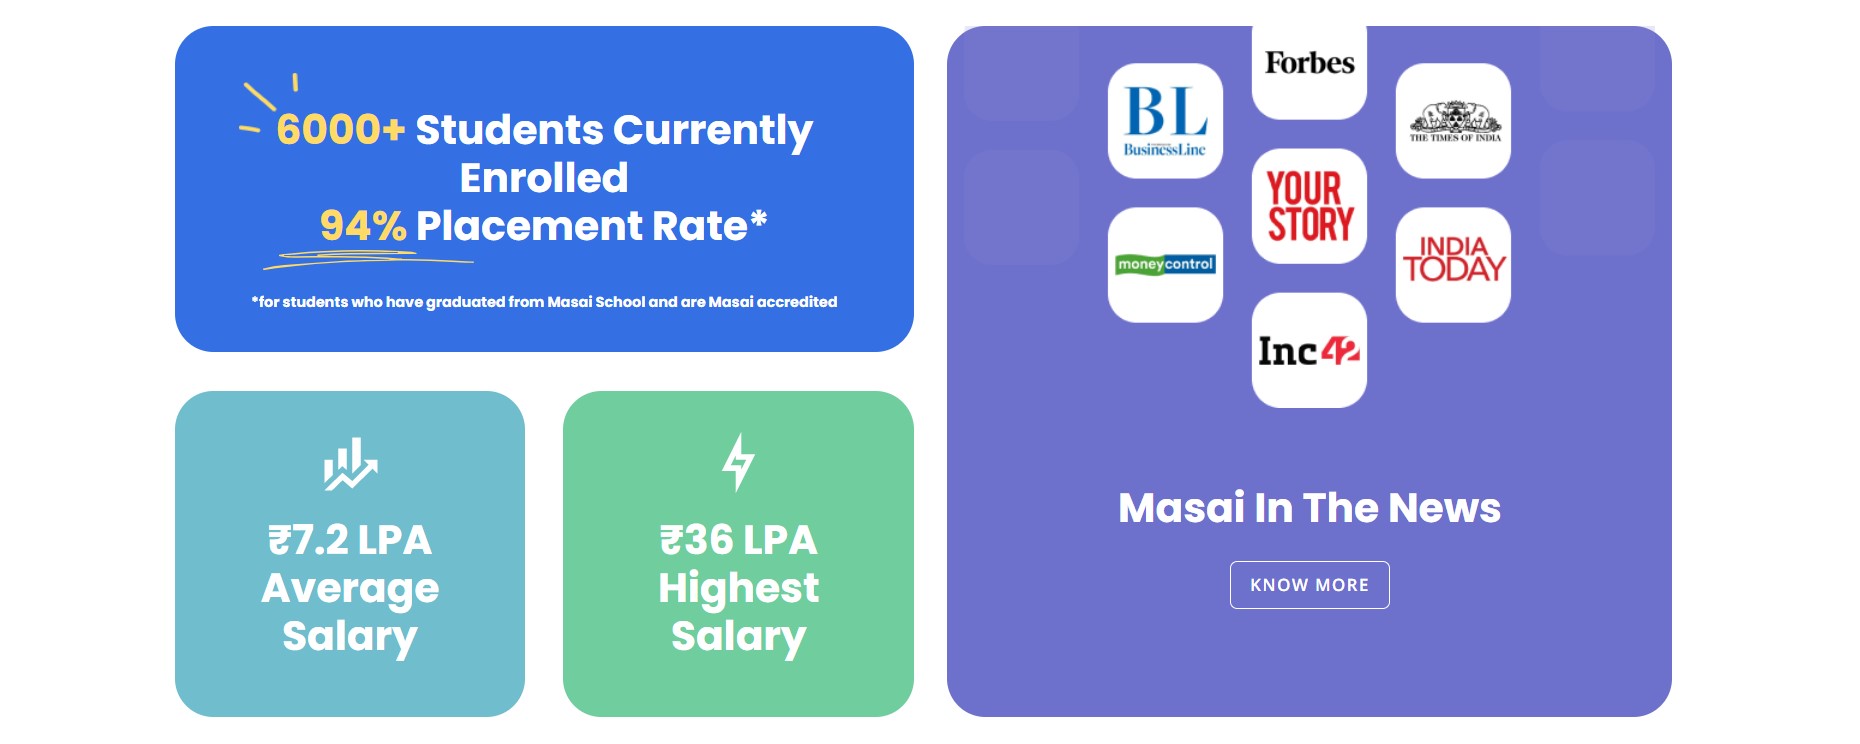 6000+ Students Currently
Enrolled
94% Placement Rate*
*for students who have graduated from Masai School and are Masai accredited
₹7.2 LPA
Average
Salary
₹36 LPA
Highest
Salary
Forbes
BL
BusinessLine
THE TIMES OF INDIA
YOUR
STORY
moneycontrol
INDIA
TODAY
Inc42
Masai In The News
KNOW MORE